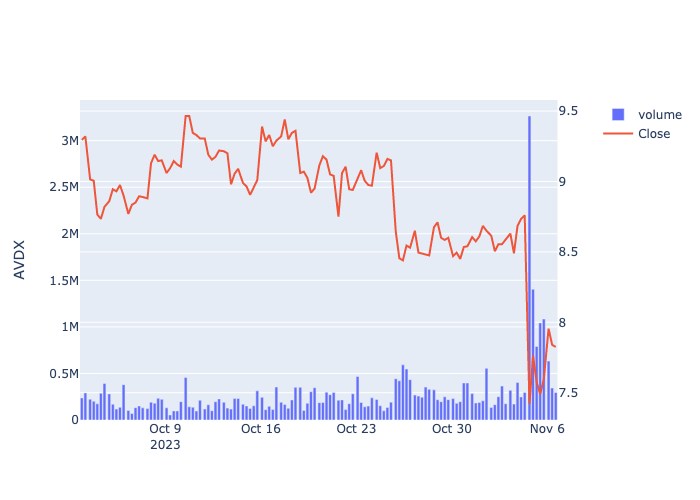 AVDX
3M
2.5M
2M
1.5M
1M
0.5M
0
9.5
9
8.5
8
7.5
Oct 9
2023
Oct 16
Oct 23
Oct 30
Nov 6
volume
Close